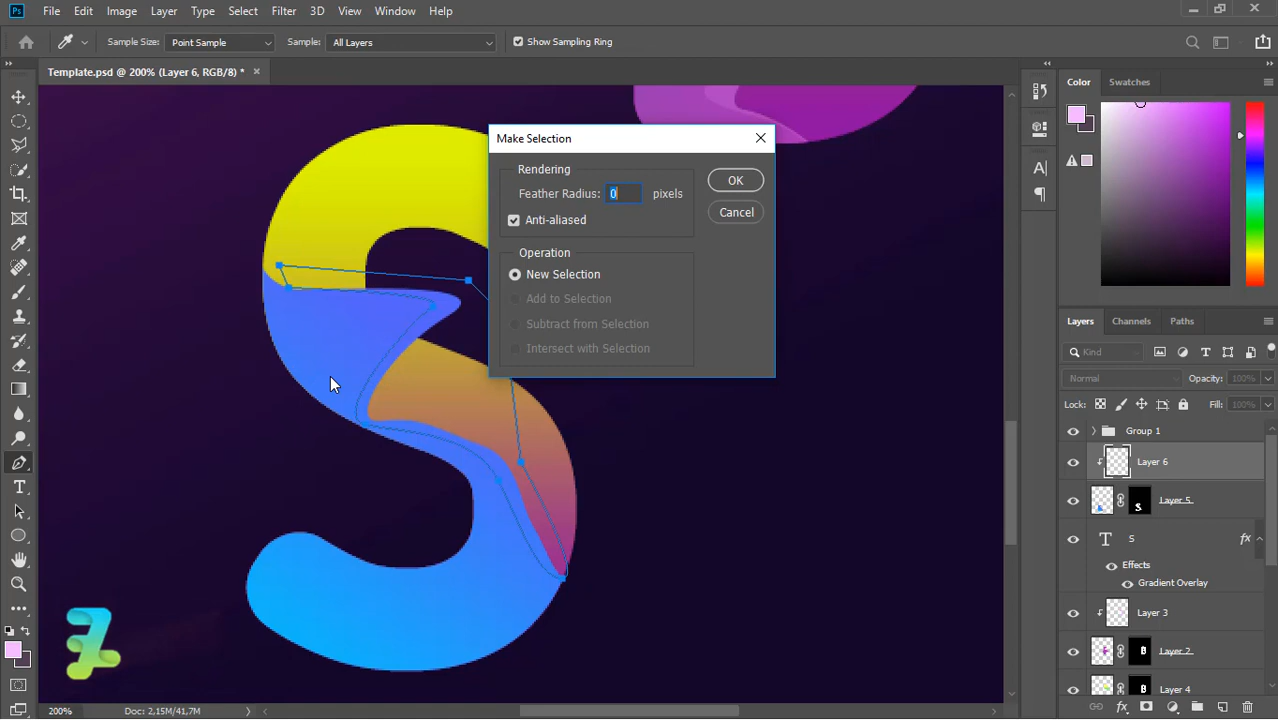 Ps File Edit Image Layer Type Select Filter 3D View Window Help
Sample Size: Point Sample Sample: All Layers Show Sampling Ring
Template.psd @ 200% (Layer 6, RGB/8) *
Color Swatches
Make Selection
Rendering
Feather Radius: 0 pixels
Anti-aliased
OK
Cancel
Operation
New Selection
Add to Selection
Subtract from Selection
Intersect with Selection
Layers Channels Paths
Kind
Normal Opacity: 100%
Lock: Fill: 100%
Group 1
Layer 6
Layer 5
T S fx
Effects
Gradient Overlay
Layer 3
Layer 2
Layer 4
S
200% Doc: 2,15M/41,7M